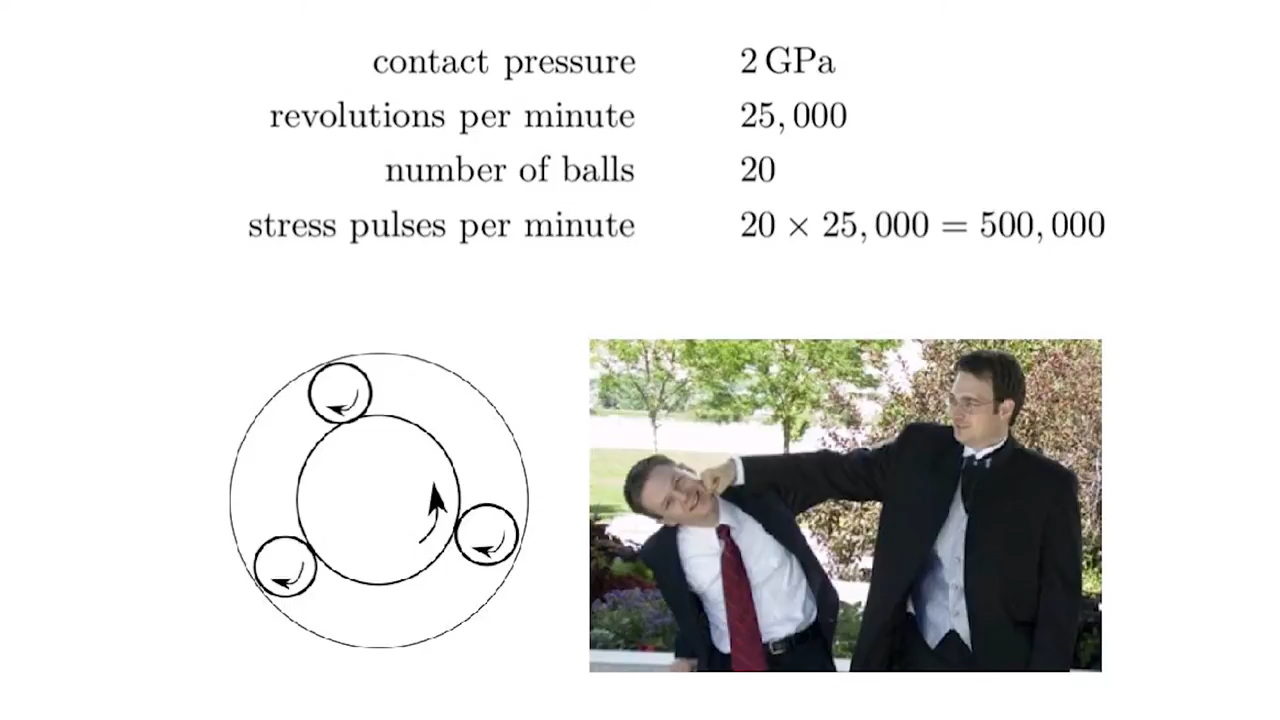 contact pressure 2 GPa
revolutions per minute 25, 000
number of balls 20
stress pulses per minute 20 × 25, 000 = 500, 000